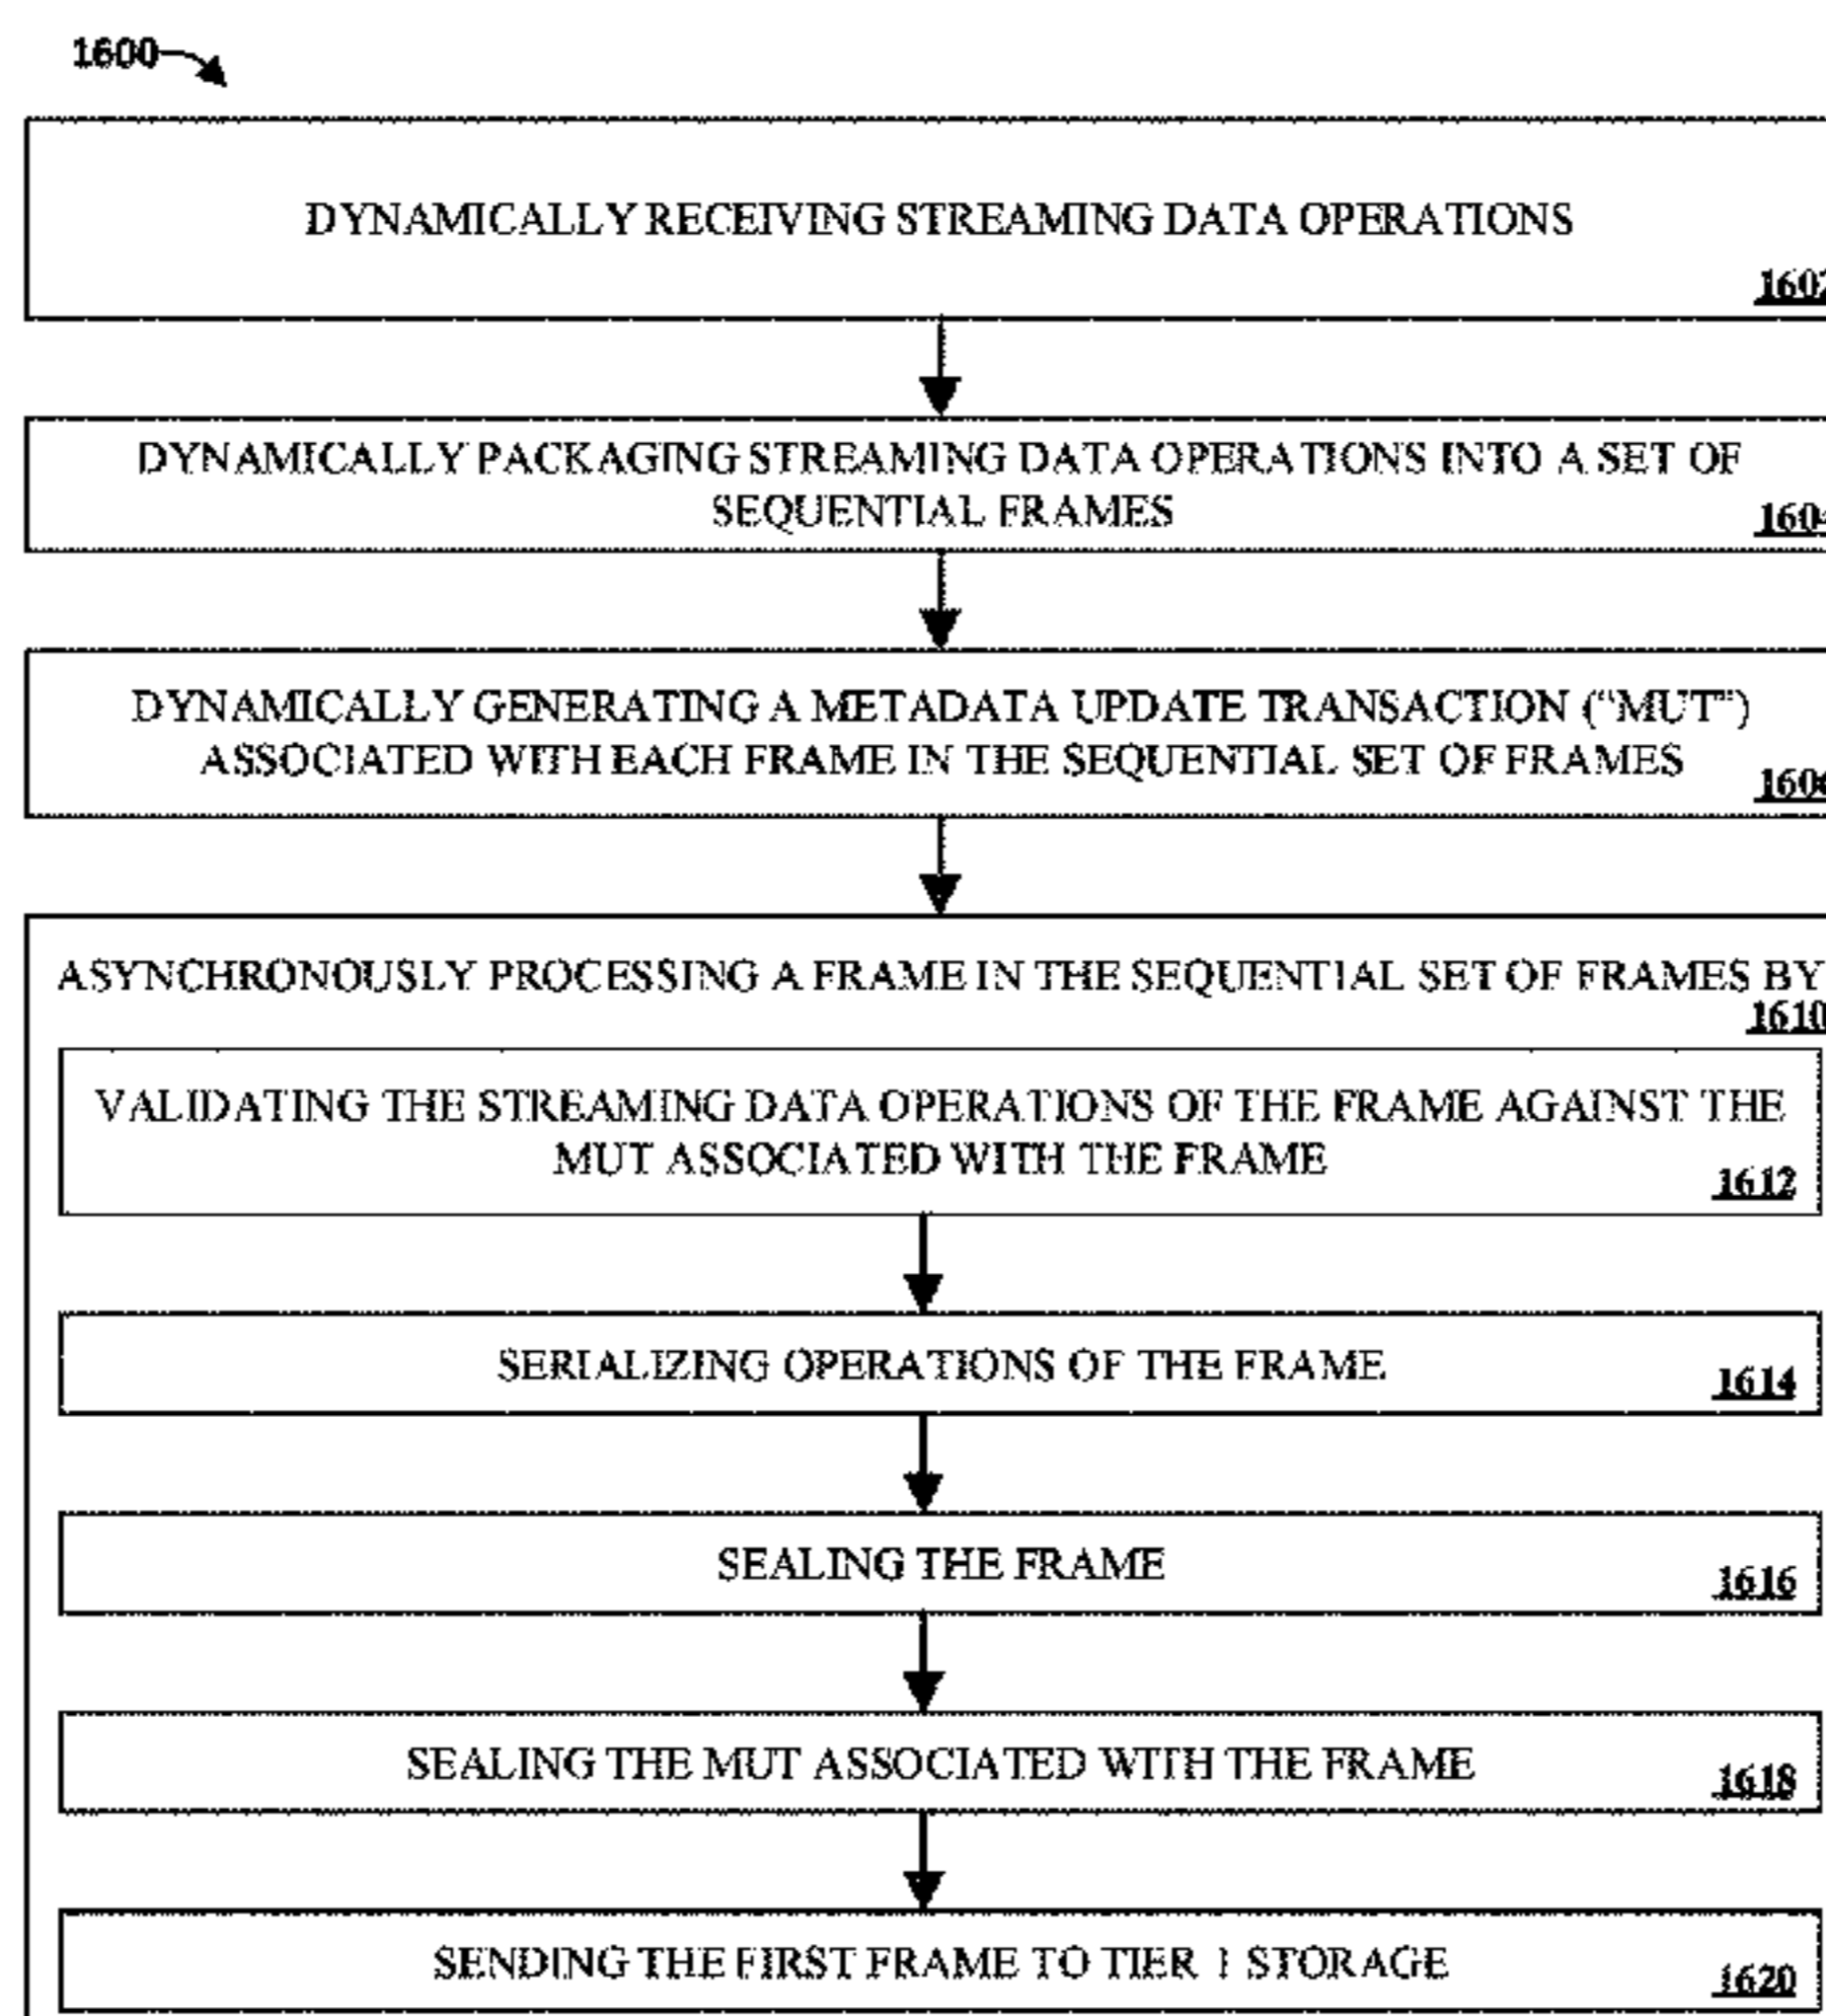 1600
DYNAMICALLY RECEIVING STREAMING DATA OPERATIONS
1602
DYNAMICALLY PACKAGING STREAMING DATA OPERATIONS INTO A SET OF
SEQUENTIAL FRAMES
1604
DYNAMICALLY GENERATING A METADATA UPDATE TRANSACTION (“MUT”)
ASSOCIATED WITH EACH FRAME IN THE SEQUENTIAL SET OF FRAMES
1606
ASYNCHRONOUSLY PROCESSING A FRAME IN THE SEQUENTIAL SET OF FRAMES BY
1610
VALIDATING THE STREAMING DATA OPERATIONS OF THE FRAME AGAINST THE
MUT ASSOCIATED WITH THE FRAME
1612
SERIALIZING OPERATIONS OF THE FRAME
1614
SEALING THE FRAME
1616
SEALING THE MUT ASSOCIATED WITH THE FRAME
1618
SENDING THE FIRST FRAME TO TIER 1 STORAGE
1620